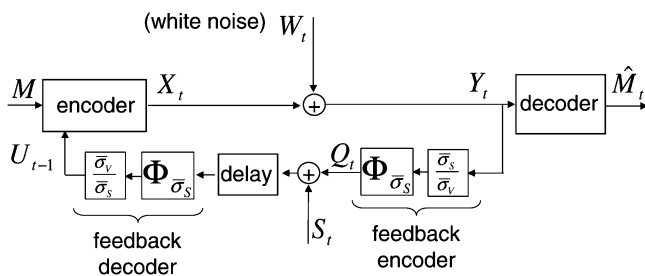 (white noise) W_t
M encoder X_t + Y_t decoder M̂_t
U_{t-1} σ̄_V/σ̄_S Φ_{σ̄_S} delay + Q_t Φ_{σ̄_S} σ̄_S/σ̄_V
S_t
feedback decoder
feedback encoder